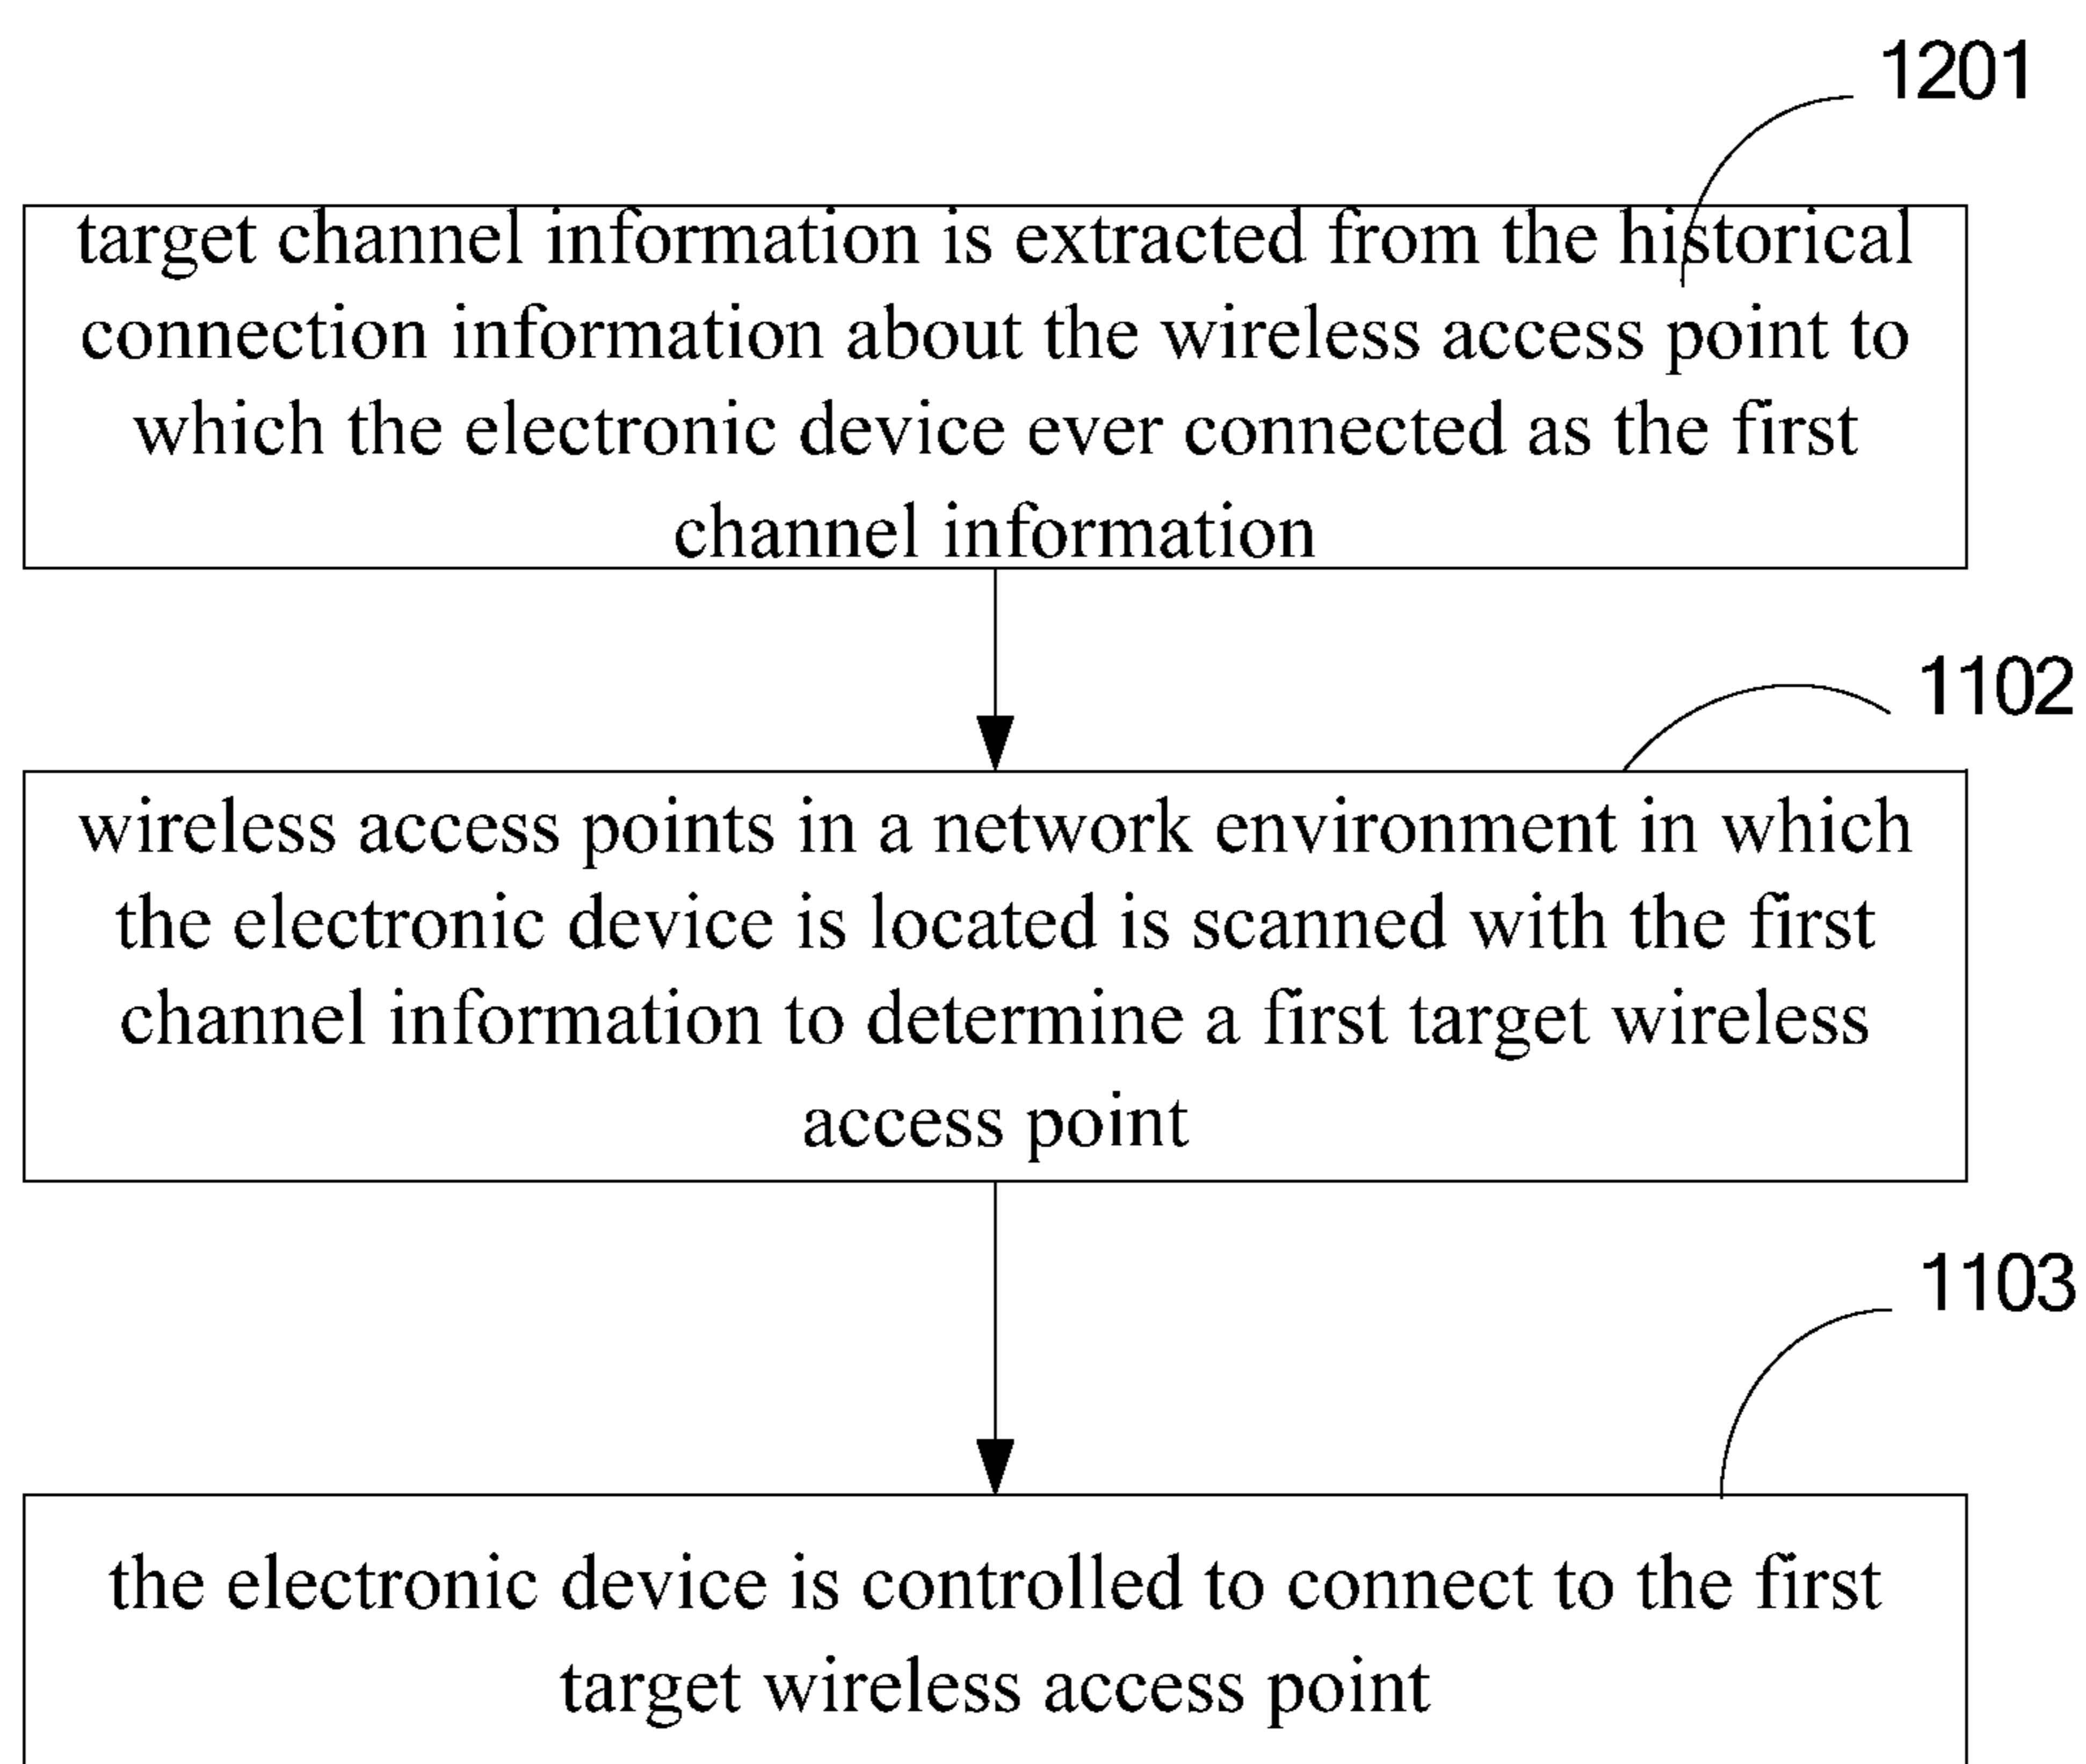 1201
target channel information is extracted from the historical
connection information about the wireless access point to
which the electronic device ever connected as the first
channel information
1102
wireless access points in a network environment in which
the electronic device is located is scanned with the first
channel information to determine a first target wireless
access point
1103
the electronic device is controlled to connect to the first
target wireless access point